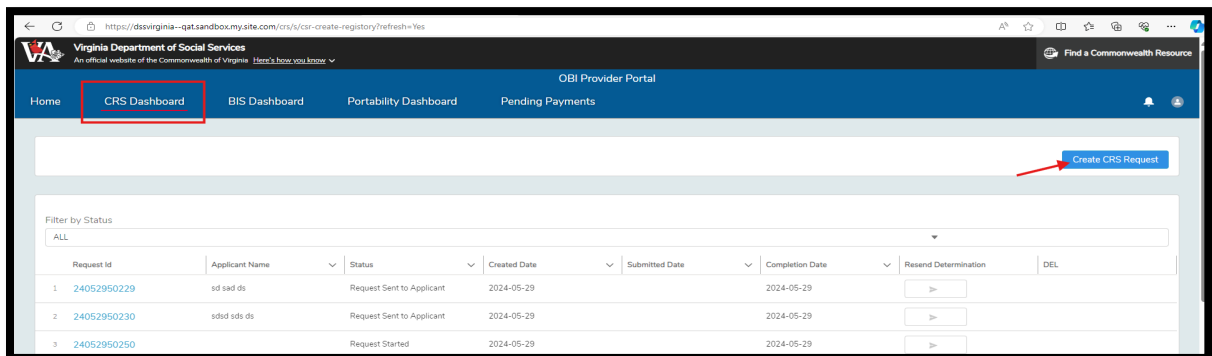 https://dssvirginia--qat.sandbox.my.site.com/crs/s/csr-create-registory?refresh=Yes
VA
Virginia Department of Social Services
An official website of the Commonwealth of Virginia Here's how you know
Find a Commonwealth Resource
OBI Provider Portal
Home CRS Dashboard BIS Dashboard Portability Dashboard Pending Payments
Create CRS Request
Filter by Status
ALL
Request Id Applicant Name Status Created Date Submitted Date Completion Date Resend Determination DEL
1 24052950229 sd sad ds Request Sent to Applicant 2024-05-29 2024-05-29
2 24052950230 sdsd sds ds Request Sent to Applicant 2024-05-29 2024-05-29
3 24052950250 Request Started 2024-05-29 2024-05-29